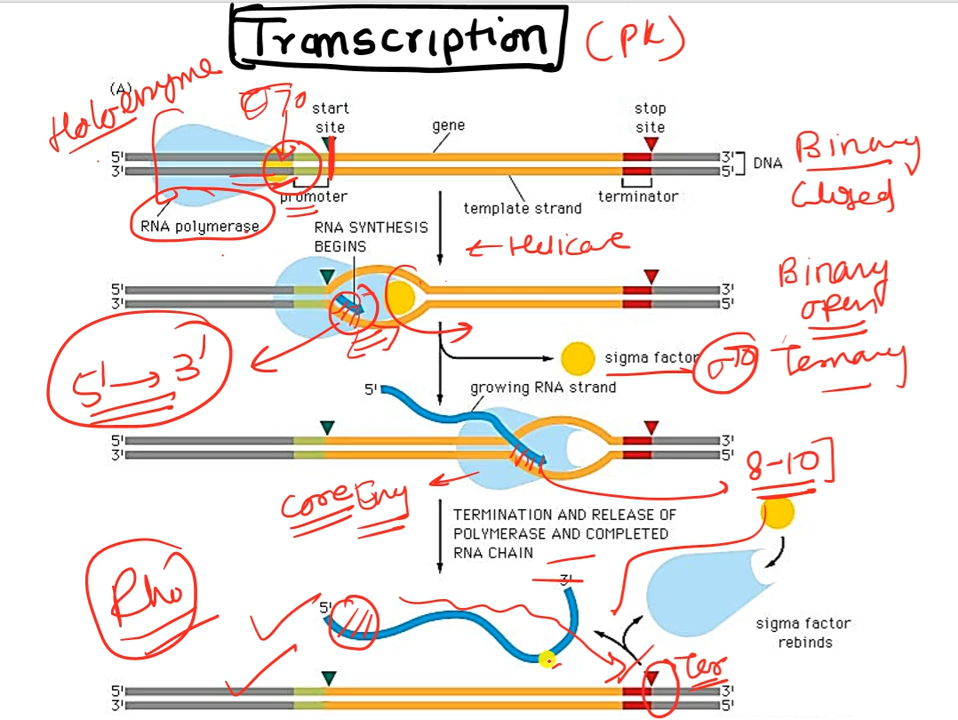 Transcription (PK)
(A)
Holoenzyme
σ70
start
site
gene
stop
site
5' 3'
3' 5'
DNA
Binary
Closed
promoter
template strand
terminator
RNA polymerase
RNA SYNTHESIS
BEGINS
← Helicase
Binary
open
5' 3'
3' 5'
5' → 3'
sigma factor
σ70
Ternary
5'
growing RNA strand
5' 3'
3' 5'
8-10]
Core Eny
TERMINATION AND RELEASE OF
POLYMERASE AND COMPLETED
RNA CHAIN
Rho
3'
5'
sigma factor
rebinds
Ter
5' 3'
3' 5'